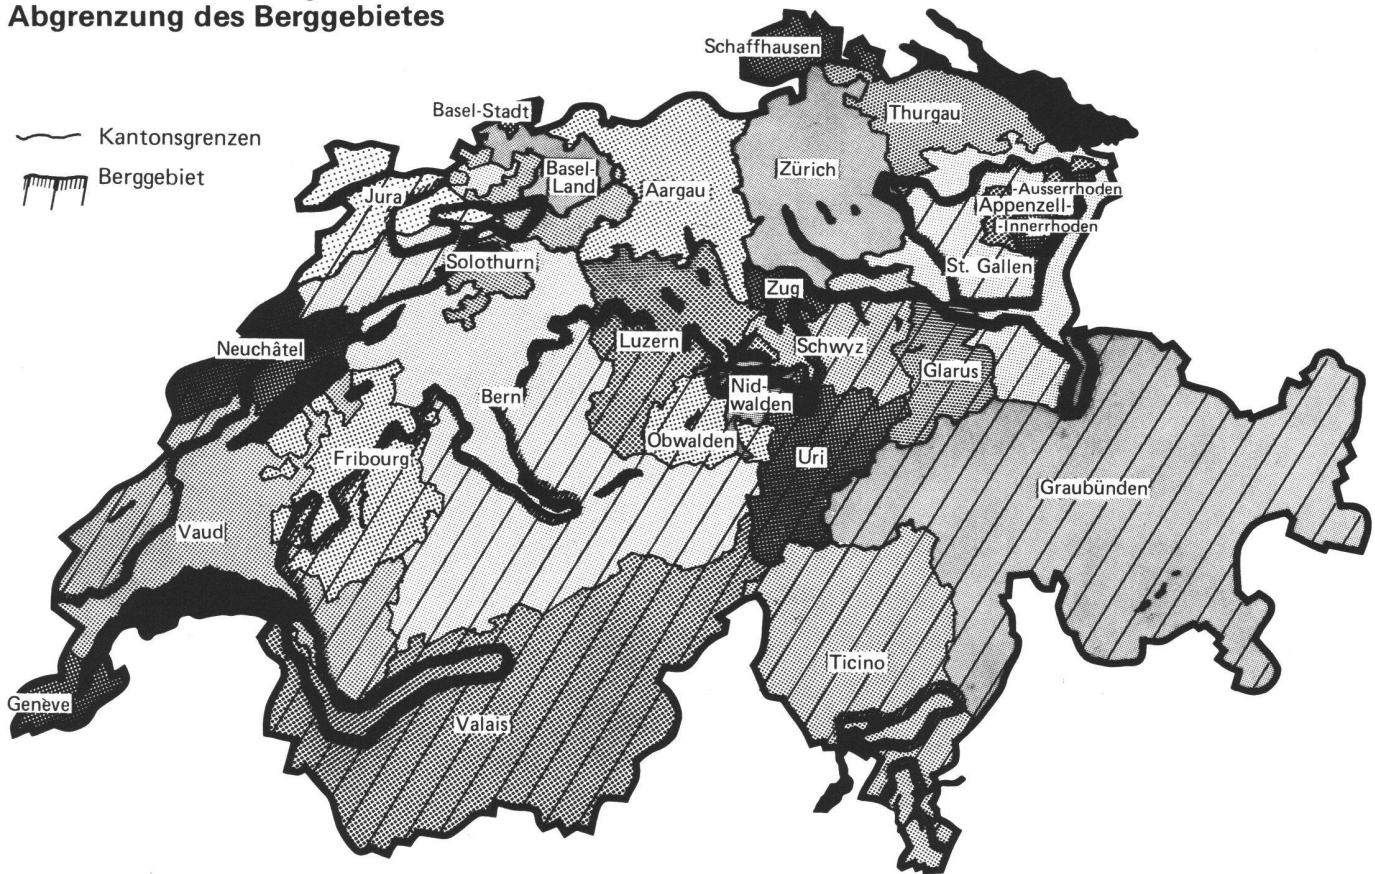 Abgrenzung des Berggebietes
Kantonsgrenzen
Berggebiet
Schaffhausen
Basel-Stadt
Thurgau
Basel-
Land
Aargau
Zürich
Jura
-Ausserrhoden
Appenzell-
-Innerrhoden
Solothurn
St. Gallen
Zug
Neuchâtel
Luzern
Schwyz
Glarus
Nid-
walden
Bern
Obwalden
Fribourg
Uri
Graubünden
Vaud
Ticino
Genève
Valais